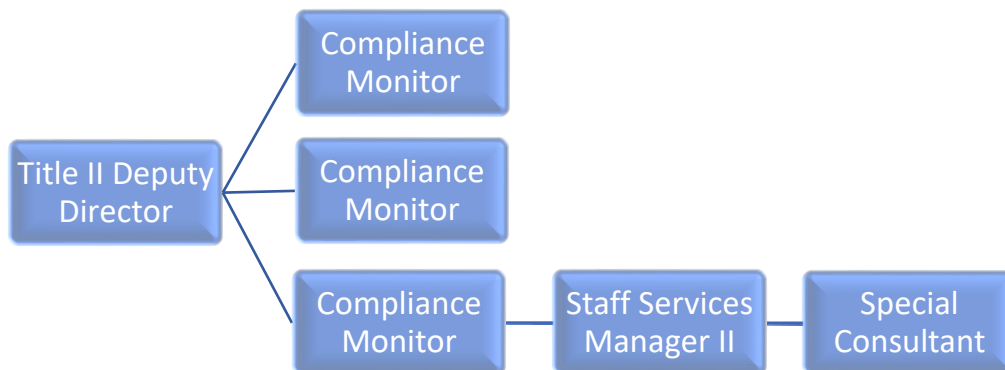 Compliance
Monitor
Title II Deputy
Director
Compliance
Monitor
Compliance
Monitor
Staff Services
Manager II
Special
Consultant